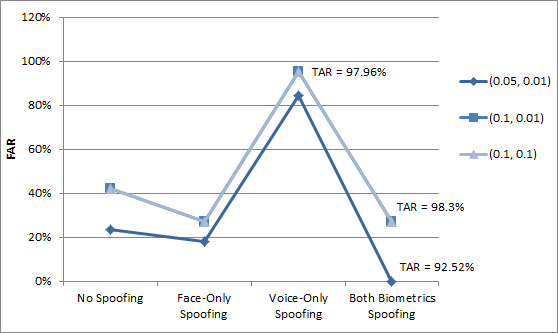 120%
100%
80%
60%
40%
20%
0%
FAR
TAR = 97.96%
TAR = 98.3%
TAR = 92.52%
No Spoofing
Face-Only
Spoofing
Voice-Only
Spoofing
Both Biometrics
Spoofing
(0.05, 0.01)
(0.1, 0.01)
(0.1, 0.1)